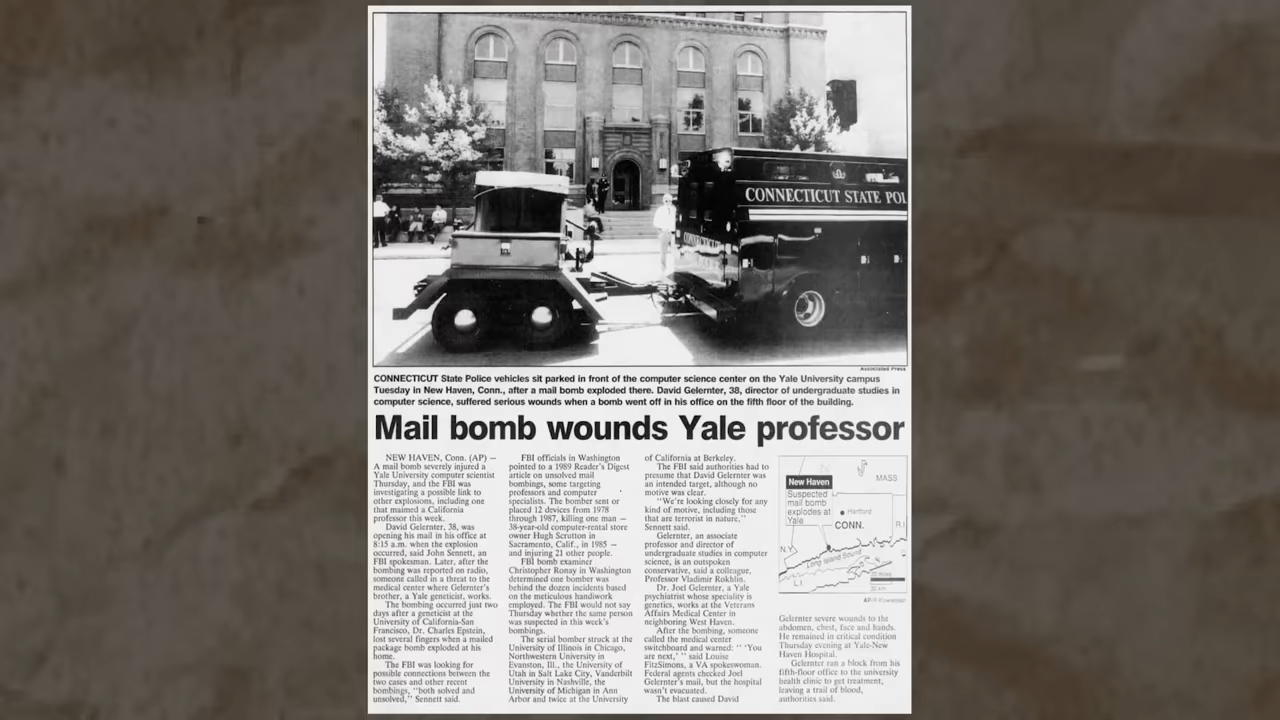 CONNECTICUT STATE POL
Associated Press
CONNECTICUT State Police vehicles sit parked in front of the computer science center on the Yale University campus
Tuesday in New Haven, Conn., after a mail bomb exploded there. David Gelernter, 38, director of undergraduate studies in
computer science, suffered serious wounds when a bomb went off in his office on the fifth floor of the building.
Mail bomb wounds Yale professor
NEW HAVEN, Conn. (AP) —
A mail bomb severely injured a
Yale University computer scientist
Thursday, and the FBI was
investigating a possible link to
other explosions, including one
that maimed a California
professor this week.
David Gelernter, 38, was
opening his mail in his office at
8:15 a.m. when the explosion
occurred, said John Sennett, an
FBI spokesman. Later, after the
bombing was reported on radio,
someone called in a threat to the
medical center where Gelernter's
brother, a Yale geneticist, works.
The bombing occurred just two
days after a geneticist at the
University of California-San
Francisco, Dr. Charles Epstein,
lost several fingers when a mailed
package bomb exploded at his
home.
The FBI was looking for
possible connections between the
two cases and other recent
bombings, "both solved and
unsolved," Sennett said.
FBI officials in Washington
pointed to a 1989 Reader's Digest
article on unsolved mail
bombings, some targeting
professors and computer
specialists. The bomber sent or
placed 12 devices from 1978
through 1987, killing one man —
38-year-old computer-rental store
owner Hugh Scrutton in
Sacramento, Calif., in 1985 —
and injuring 21 other people.
FBI bomb examiner
Christopher Ronay in Washington
determined one bomber was
behind the dozen incidents based
on the meticulous handiwork
employed. The FBI would not say
Thursday whether the same person
was suspected in this week's
bombings.
The serial bomber struck at the
University of Illinois in Chicago,
Northwestern University in
Evanston, Ill., the University of
Utah in Salt Lake City, Vanderbilt
University in Nashville, the
University of Michigan in Ann
Arbor and twice at the University
of California at Berkeley.
The FBI said authorities had to
presume that David Gelernter was
an intended target, although no
motive was clear.
"We're looking closely for any
kind of motive, including those
that are terrorist in nature,"
Sennett said.
Gelernter, an associate
professor and director of
undergraduate studies in computer
science, is an outspoken
conservative, said a colleague,
Professor Vladimir Rokhlin.
Dr. Joel Gelernter, a Yale
psychiatrist whose speciality is
genetics, works at the Veterans
Affairs Medical Center in
neighboring West Haven.
After the bombing, someone
called the medical center
switchboard and warned: " 'You
are next,' " said Louise
FitzSimons, a VA spokeswoman.
Federal agents checked Joel
Gelernter's mail, but the hospital
wasn't evacuated.
The blast caused David
New Haven
Suspected
mail bomb
explodes at
Yale
MASS
Hartford
CONN.
R.I
N.Y.
Long Island Sound
L.I.
Gelernter severe wounds to the
abdomen, chest, face and hands.
He remained in critical condition
Thursday evening at Yale-New
Haven Hospital.
Gelernter ran a block from his
fifth-floor office to the university
health clinic to get treatment,
leaving a trail of blood,
authorities said.